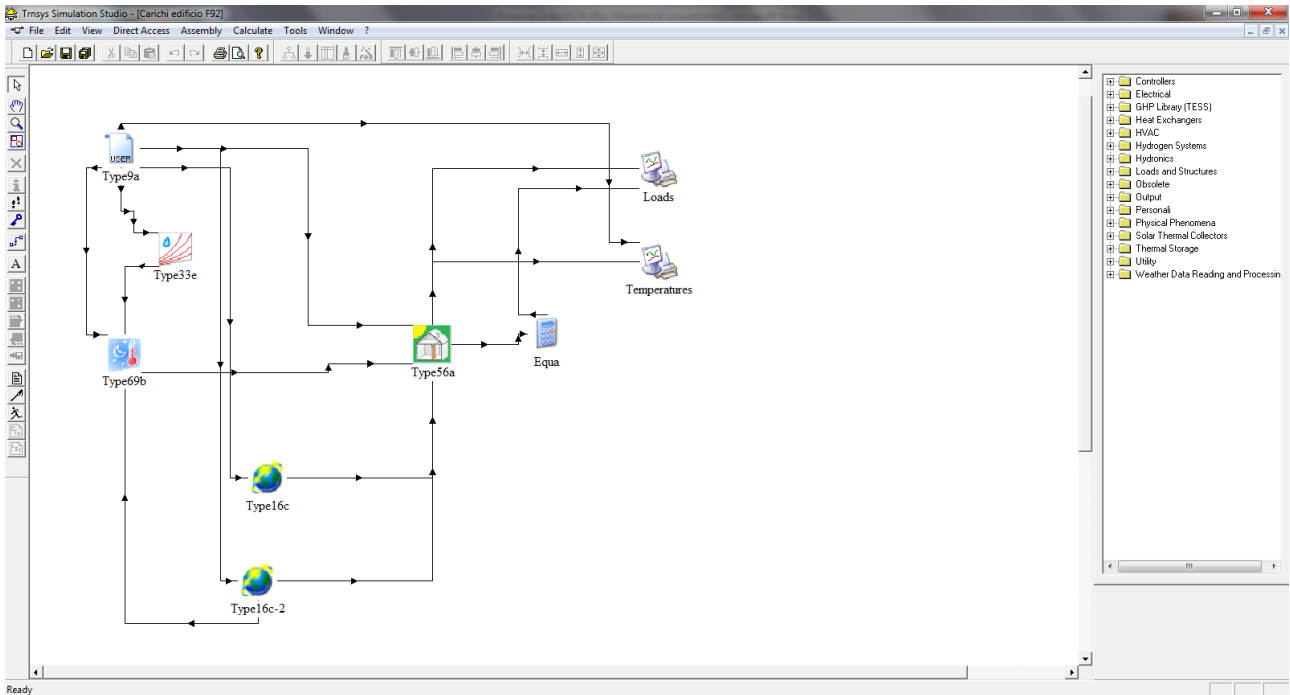 Trnsys Simulation Studio - [Carichi edificio F92]
File Edit View Direct Access Assembly Calculate Tools Window ?
USER
Type9a
Type33e
Type69b
Type16c
Type16c-2
Type56a
Equa
Loads
Temperatures
Controllers
Electrical
GHP Library (TESS)
Heat Exchangers
HVAC
Hydrogen Systems
Hydronics
Loads and Structures
Obsolete
Output
Personali
Physical Phenomena
Solar Thermal Collectors
Thermal Storage
Utility
Weather Data Reading and Processin
Ready